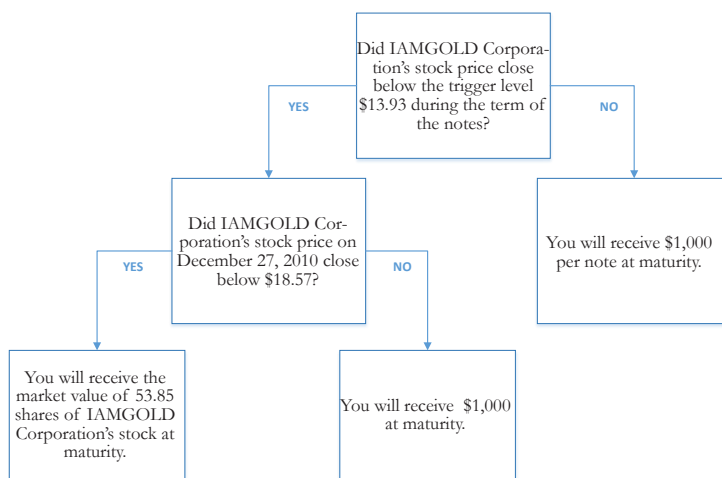 Did IAMGOLD Corpora-
tion's stock price close
below the trigger level
$13.93 during the term of
the notes?
YES
NO
Did IAMGOLD Cor-
poration's stock price on
December 27, 2010 close
below $18.57?
You will receive $1,000
per note at maturity.
YES
NO
You will receive the
market value of 53.85
shares of IAMGOLD
Corporation's stock at
maturity.
You will receive $1,000
at maturity.